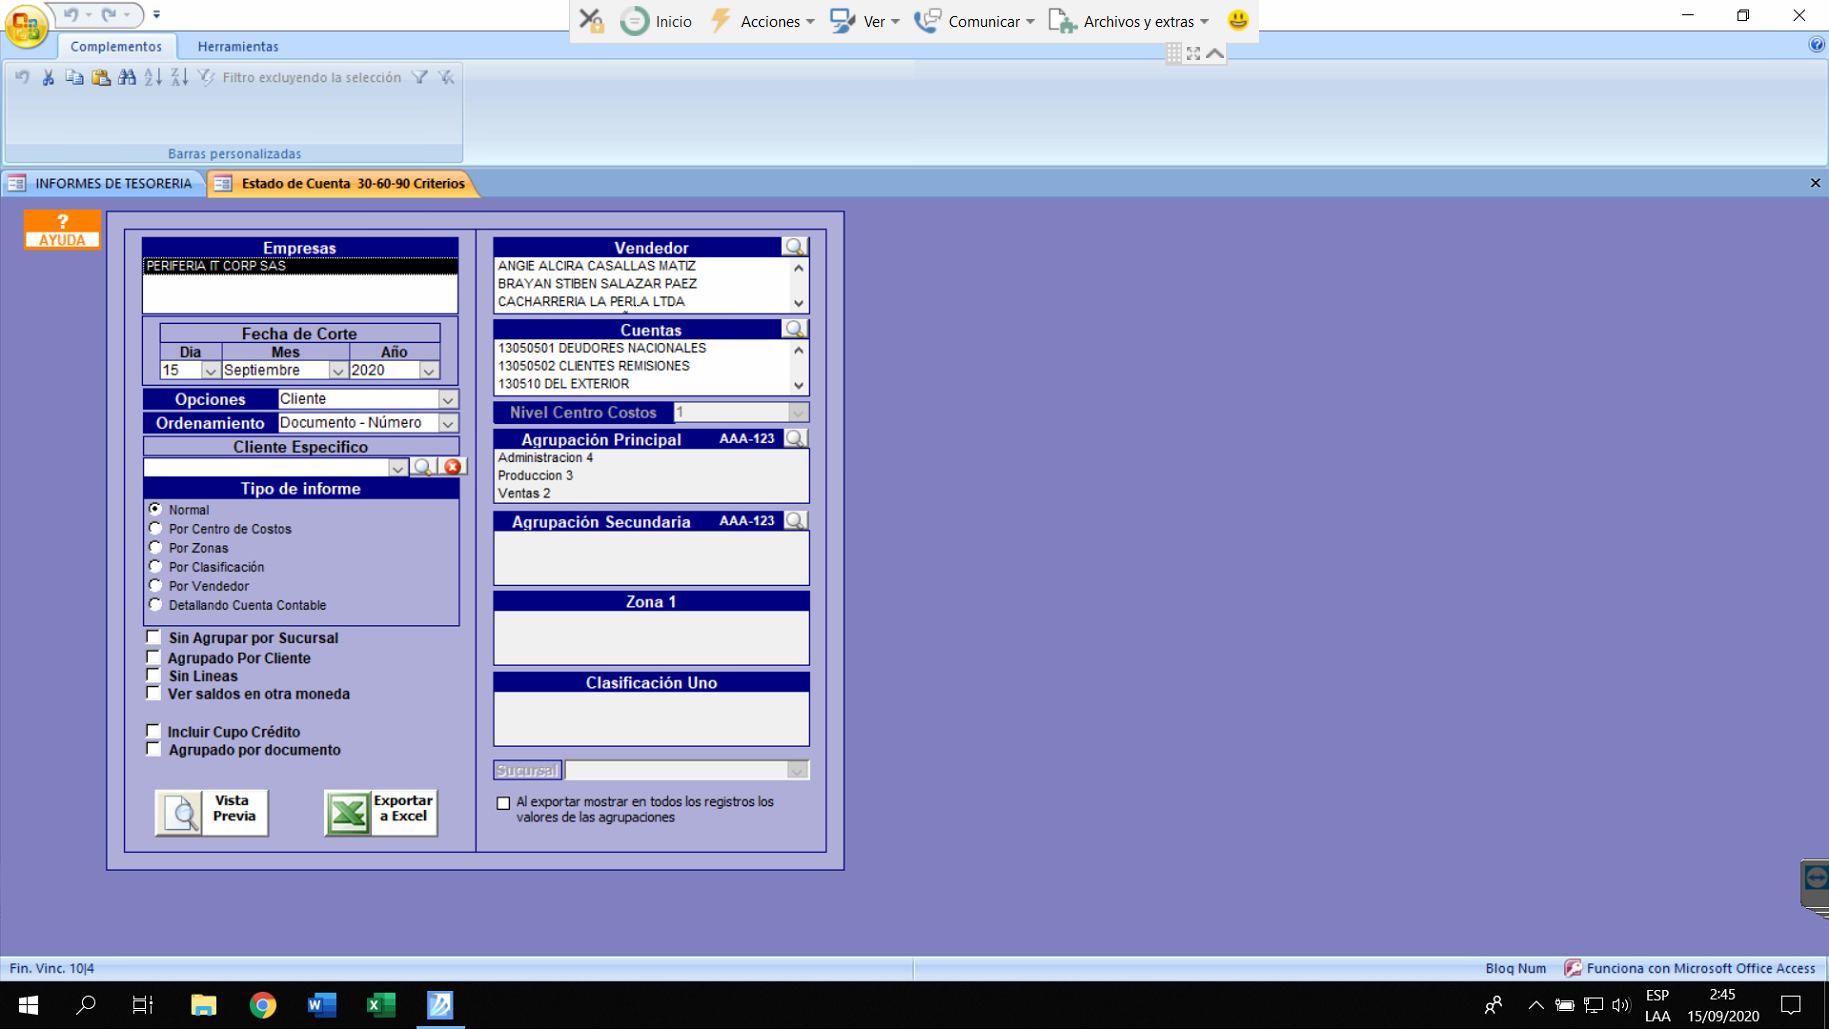 Inicio
Acciones
Ver
Comunicar
Archivos y extras
Complementos
Herramientas
Filtro excluyendo la selección
Barras personalizadas
INFORMES DE TESORERIA
Estado de Cuenta 30-60-90 Criterios
?
AYUDA
Empresas
PERIFERIA IT CORP SAS
Fecha de Corte
Dia Mes Año
15 Septiembre 2020
Opciones Cliente
Ordenamiento Documento - Número
Cliente Especifico
Tipo de informe
Normal
Por Centro de Costos
Por Zonas
Por Clasificación
Por Vendedor
Detallando Cuenta Contable
Sin Agrupar por Sucursal
Agrupado Por Cliente
Sin Lineas
Ver saldos en otra moneda
Incluir Cupo Crédito
Agrupado por documento
Vista
Previa
Exportar
a Excel
Vendedor
ANGIE ALCIRA CASALLAS MATIZ
BRAYAN STIBEN SALAZAR PAEZ
CACHARRERIA LA PERLA LTDA
Cuentas
13050501 DEUDORES NACIONALES
13050502 CLIENTES REMISIONES
130510 DEL EXTERIOR
Nivel Centro Costos 1
Agrupación Principal AAA-123
Administracion 4
Produccion 3
Ventas 2
Agrupación Secundaria AAA-123
Zona 1
Clasificación Uno
Sucursal
Al exportar mostrar en todos los registros los
valores de las agrupaciones
Fin. Vinc. 10|4
Bloq Num
Funciona con Microsoft Office Access
ESP
LAA
2:45
15/09/2020